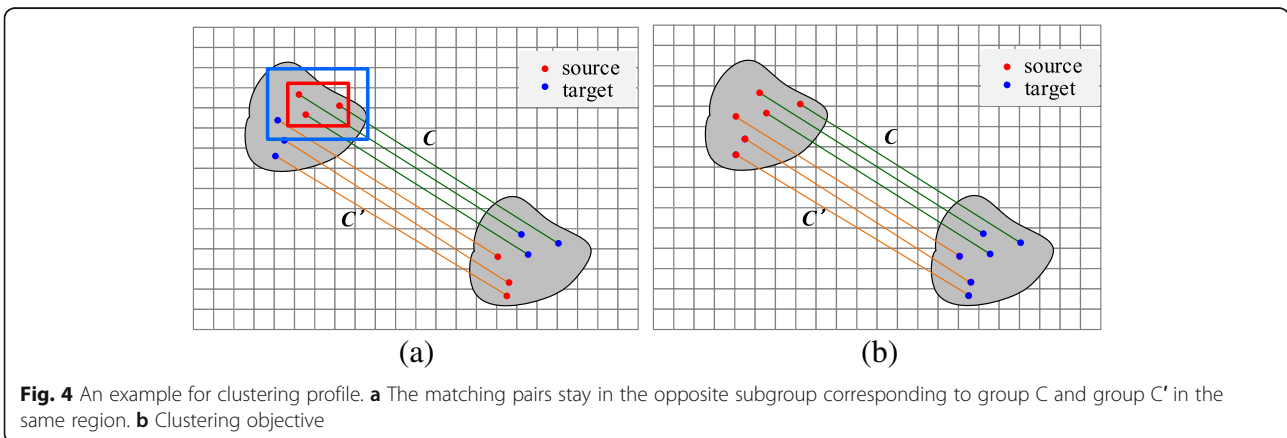 source
target
C
C'
(a)
source
target
C
C'
(b)
Fig. 4 An example for clustering profile. a The matching pairs stay in the opposite subgroup corresponding to group C and group C' in the
same region. b Clustering objective